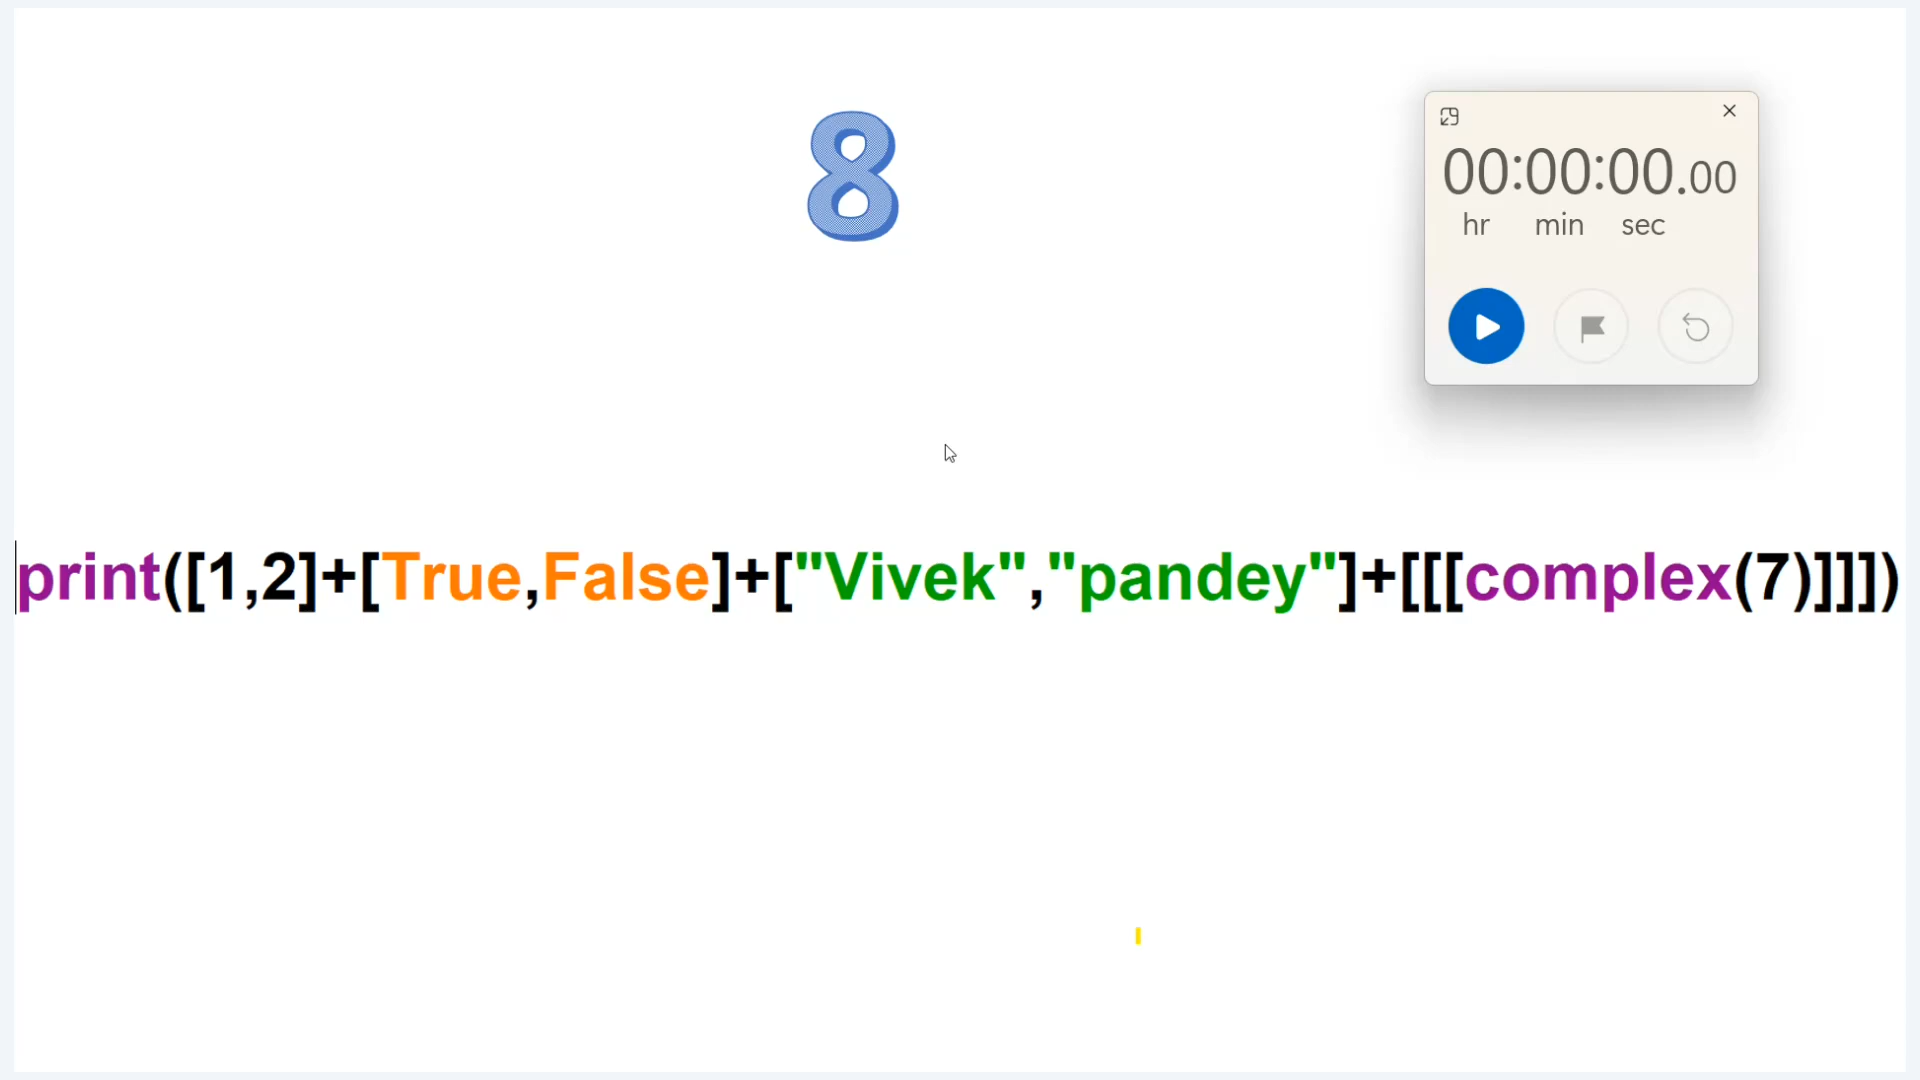 8
00:00:00.00
hr min sec
print([1,2]+[True,False]+["Vivek","pandey"]+[[[complex(7)]]])